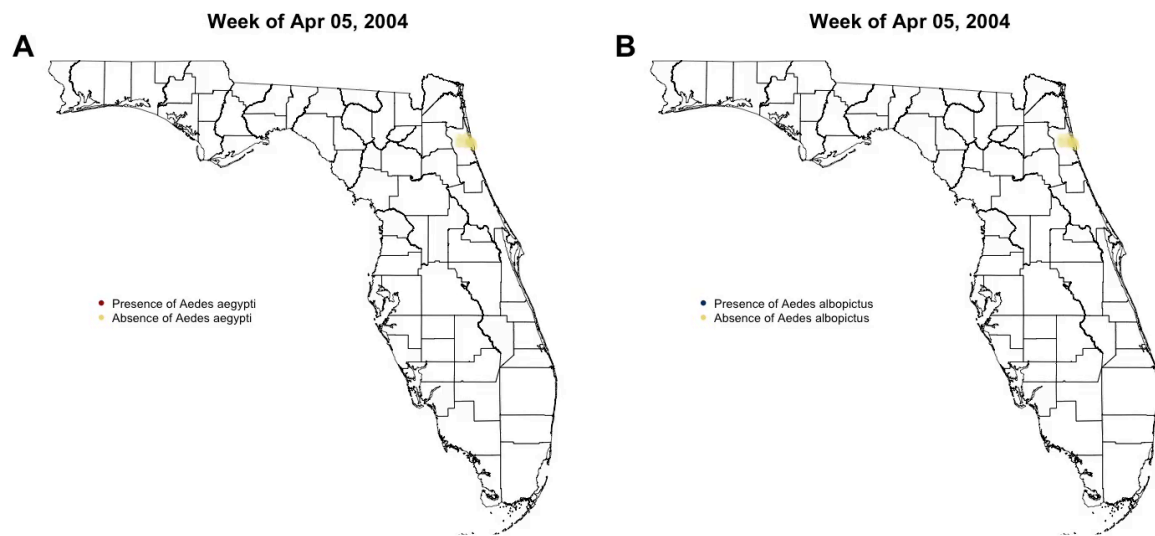 Week of Apr 05, 2004
A
Presence of Aedes aegypti
Absence of Aedes aegypti
Week of Apr 05, 2004
B
Presence of Aedes albopictus
Absence of Aedes albopictus